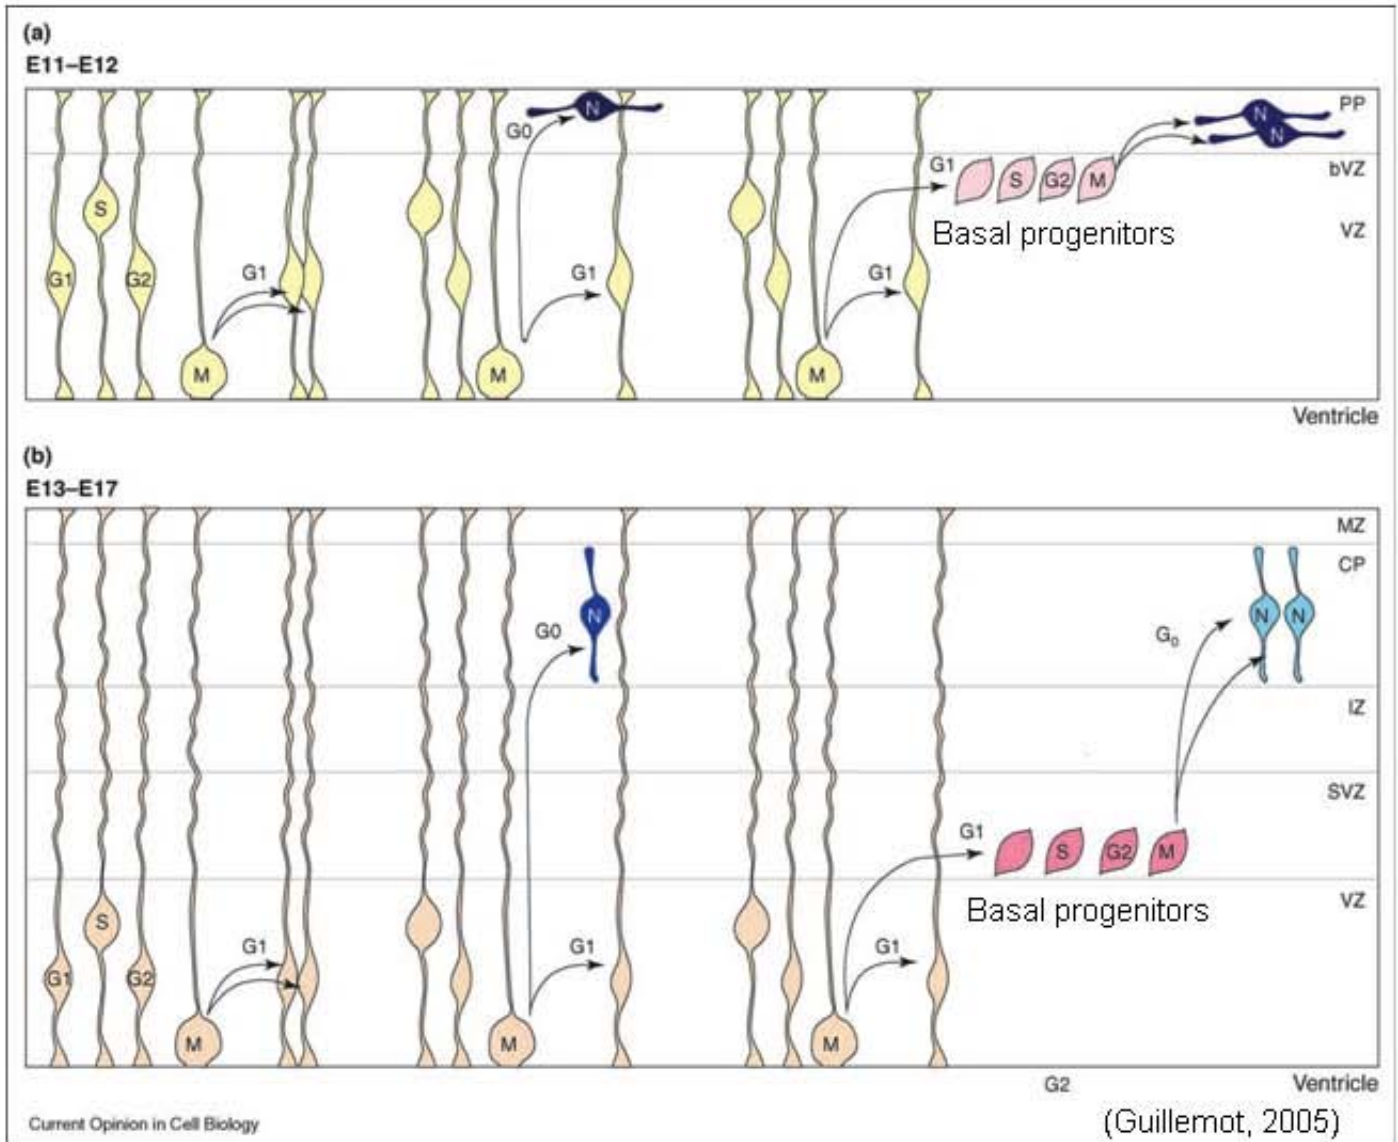 (a)
E11–E12
PP
N
G0
N
N
G1
bVZ
S
S
G2
M
VZ
Basal progenitors
G1
G2
G1
G1
G1
M
M
M
Ventricle
(b)
E13–E17
MZ
CP
N
N
N
G0
G0
IZ
SVZ
G1
S
G2
M
VZ
Basal progenitors
S
G1
G1
G1
G1
G2
M
M
M
G2
Ventricle
Current Opinion in Cell Biology
(Guillemot, 2005)